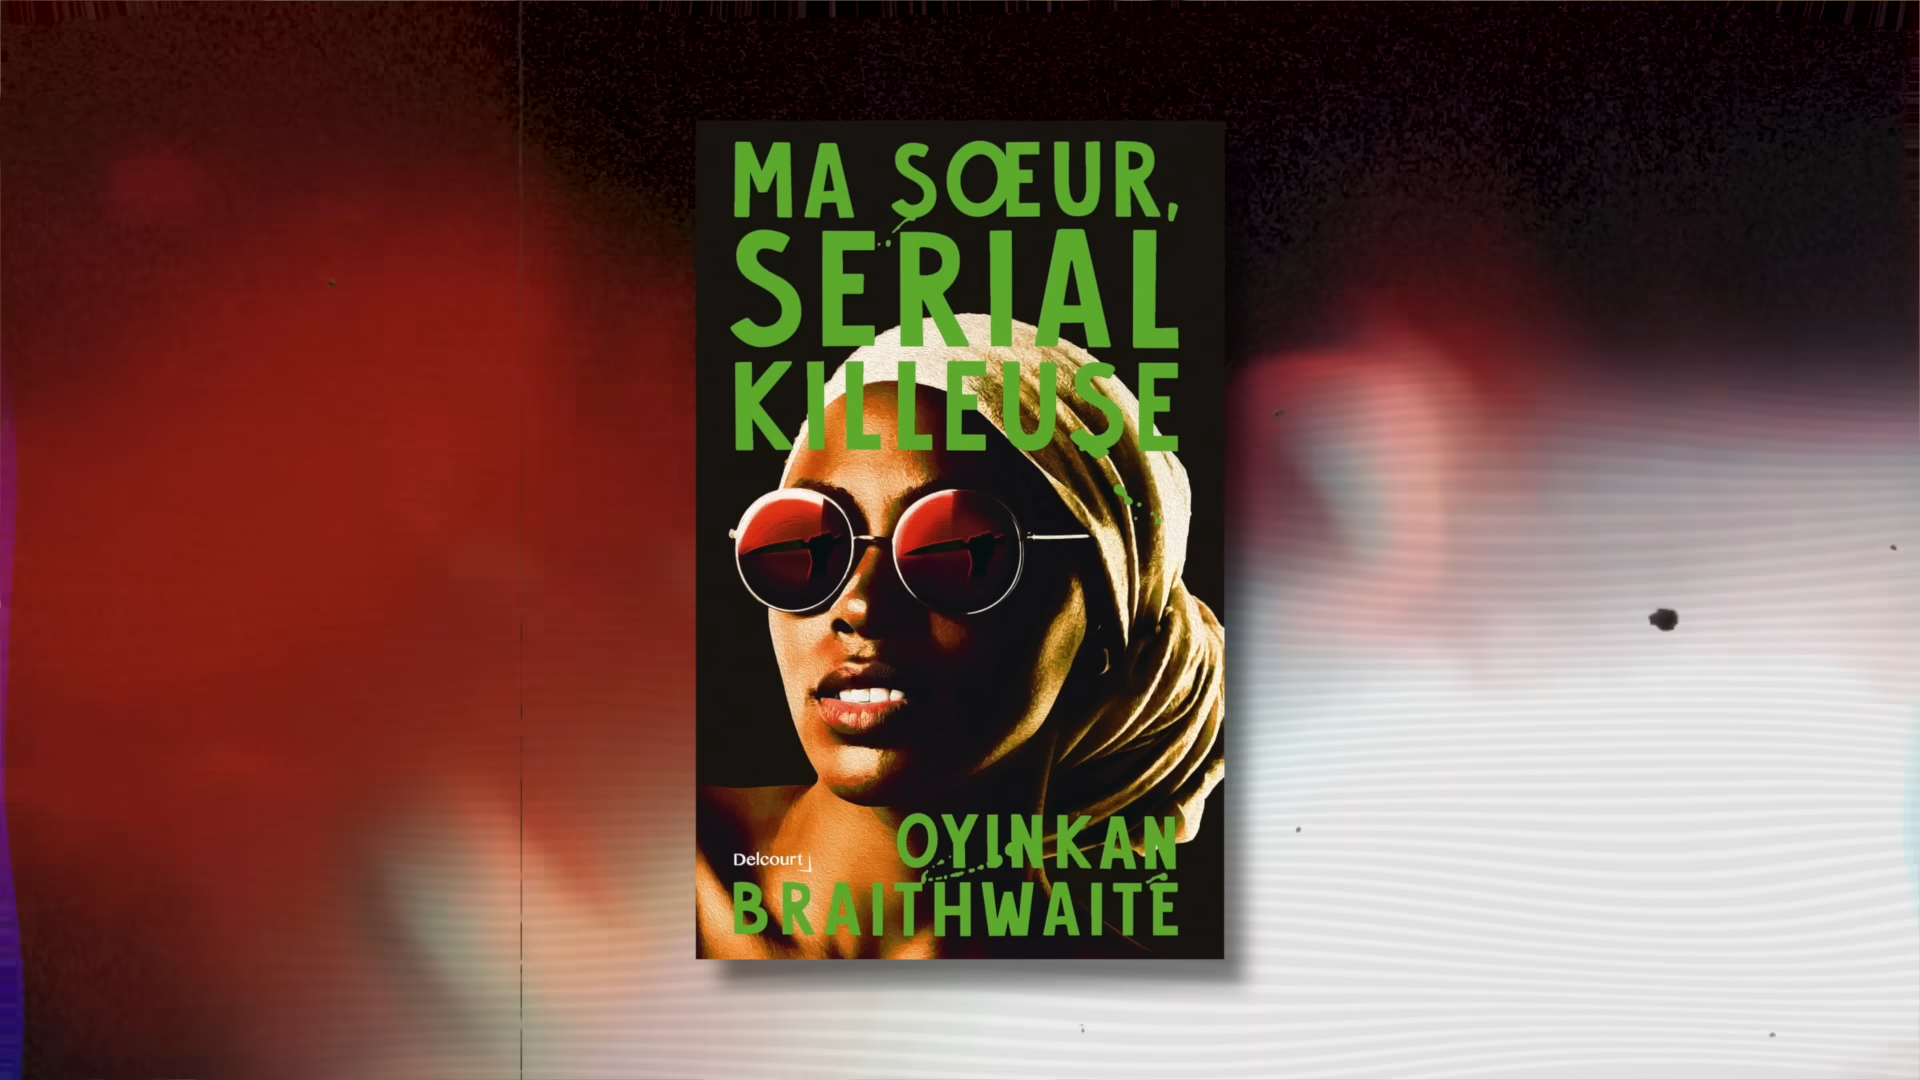 MA SŒUR,
SERIAL
KILLEUSE
OYINKAN
Delcourt
BRAITHWAITE